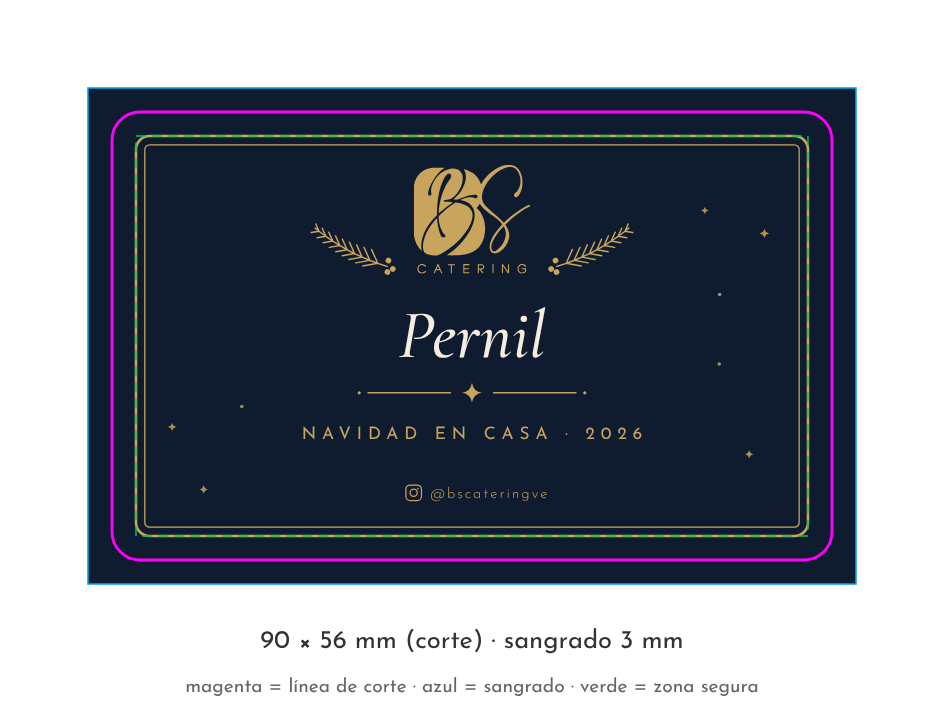 BS
CATERING
Pernil
NAVIDAD EN CASA · 2026
@bscateringve
90 × 56 mm (corte) · sangrado 3 mm
magenta = línea de corte · azul = sangrado · verde = zona segura